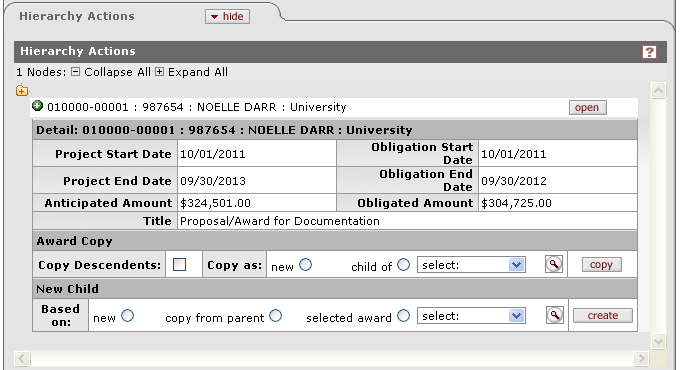 Hierarchy Actions hide
Hierarchy Actions ?
1 Nodes: Collapse All Expand All
010000-00001 : 987654 : NOELLE DARR : University open
Detail: 010000-00001 : 987654 : NOELLE DARR : University
Project Start Date 10/01/2011 Obligation Start Date 10/01/2011
Project End Date 09/30/2013 Obligation End Date 09/30/2012
Anticipated Amount $324,501.00 Obligated Amount $304,725.00
Title Proposal/Award for Documentation
Award Copy
Copy Descendents: Copy as: new child of select: copy
New Child
Based on: new copy from parent selected award select: create